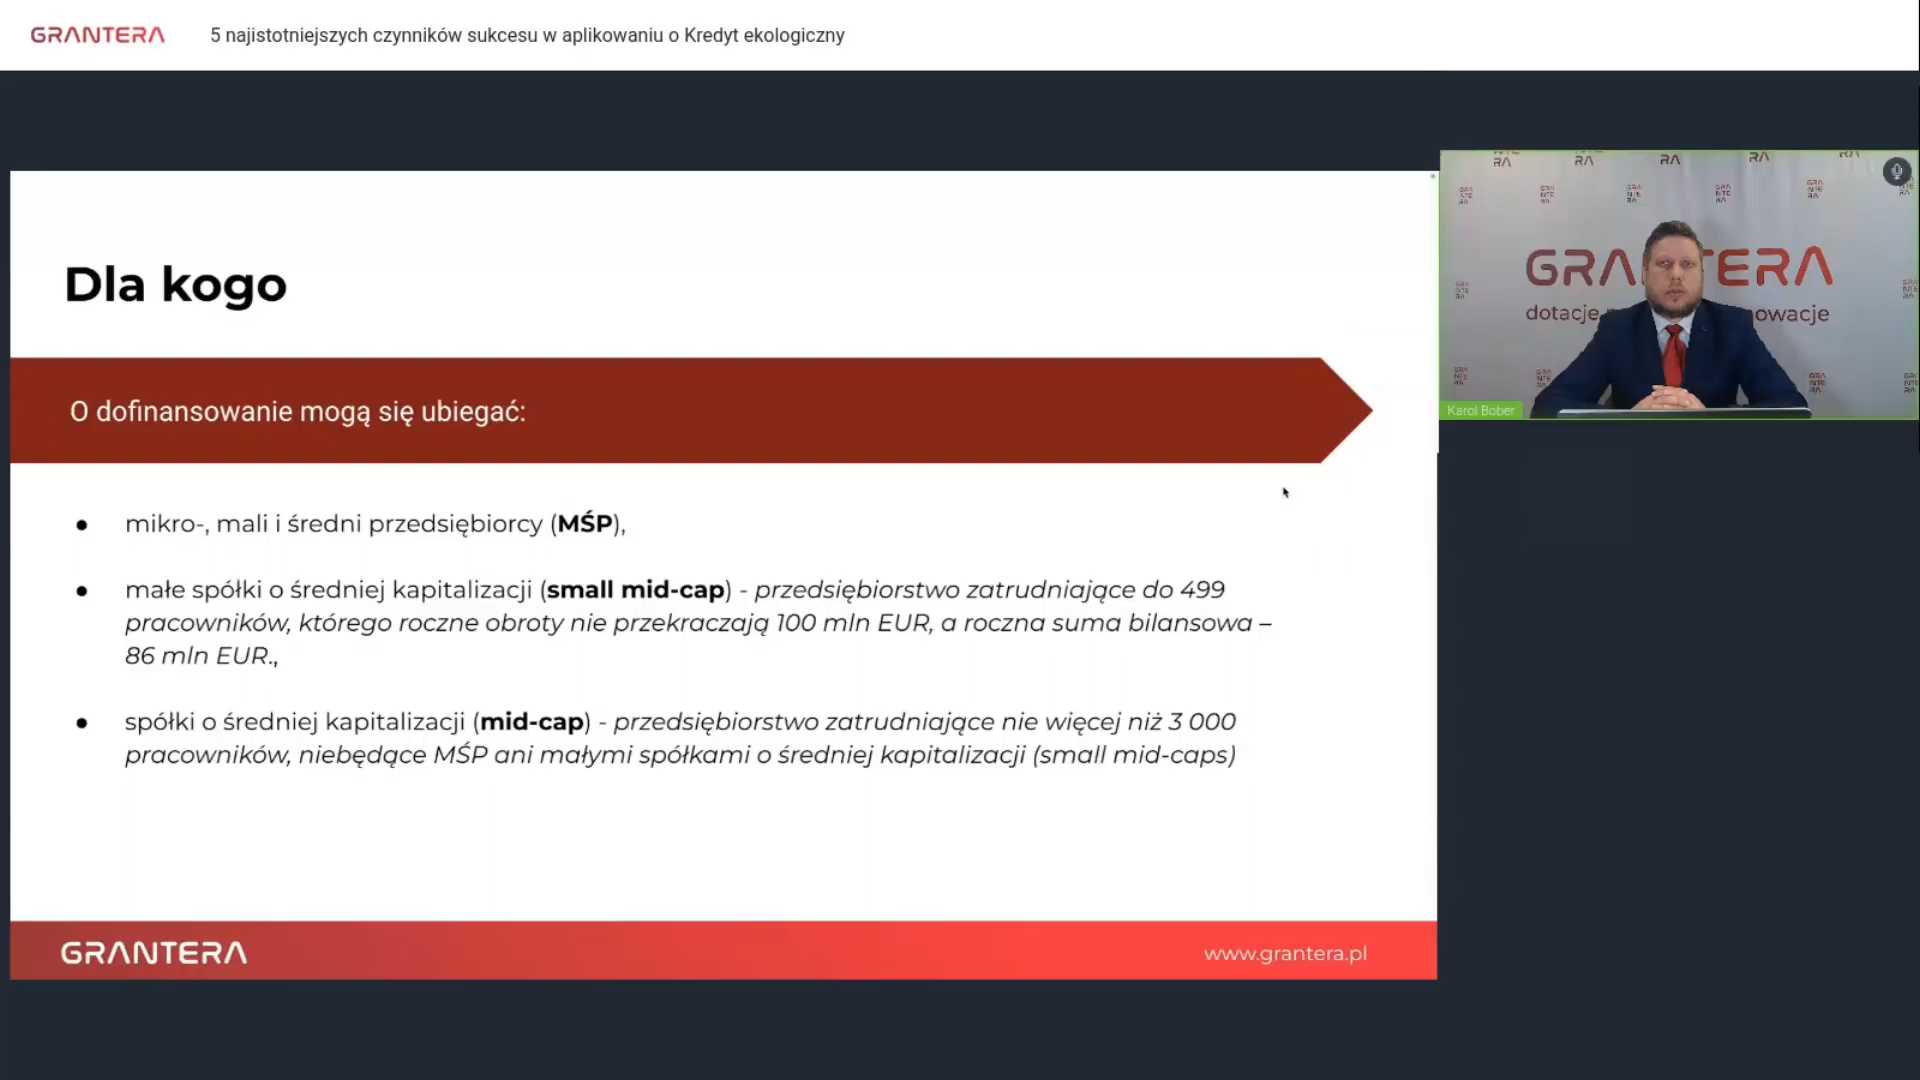 GRANTERA
5 najistotniejszych czynników sukcesu w aplikowaniu o Kredyt ekologiczny
Dla kogo
O dofinansowanie mogą się ubiegać:
● mikro-, mali i średni przedsiębiorcy (MŚP),
● małe spółki o średniej kapitalizacji (small mid-cap) - przedsiębiorstwo zatrudniające do 499
pracowników, którego roczne obroty nie przekraczają 100 mln EUR, a roczna suma bilansowa –
86 mln EUR.,
● spółki o średniej kapitalizacji (mid-cap) - przedsiębiorstwo zatrudniające nie więcej niż 3 000
pracowników, niebędące MŚP ani małymi spółkami o średniej kapitalizacji (small mid-caps)
GRANTERA
www.grantera.pl
GRA TERA
dotacje owacje
Karol Bober